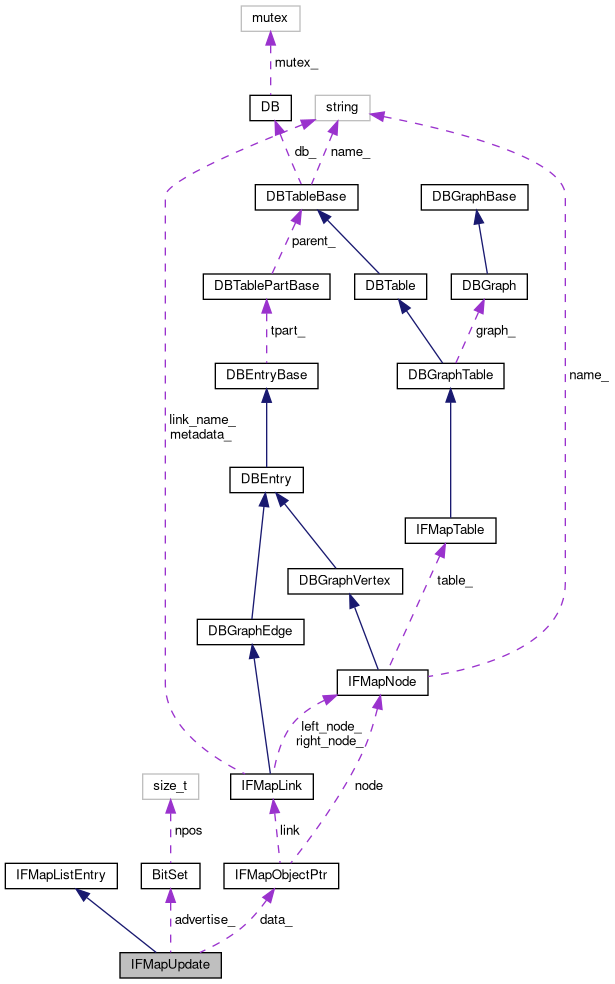 mutex
mutex_
DB
string
db_
name_
DBTableBase
DBGraphBase
parent_
DBTablePartBase
DBTable
DBGraph
tpart_
graph_
DBEntryBase
DBGraphTable
name_
link_name_
metadata_
DBEntry
IFMapTable
DBGraphVertex
table_
DBGraphEdge
IFMapNode
left_node_
right_node_
size_t
IFMapLink
node
npos
link
IFMapListEntry
BitSet
IFMapObjectPtr
advertise_
data_
IFMapUpdate